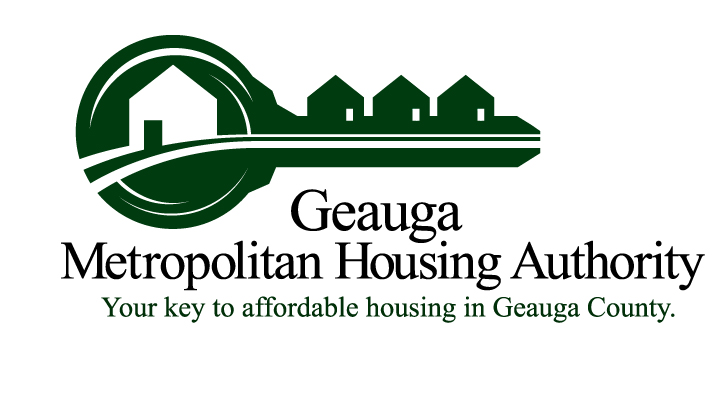 Geauga
Metropolitan Housing Authority
Your key to affordable housing in Geauga County.